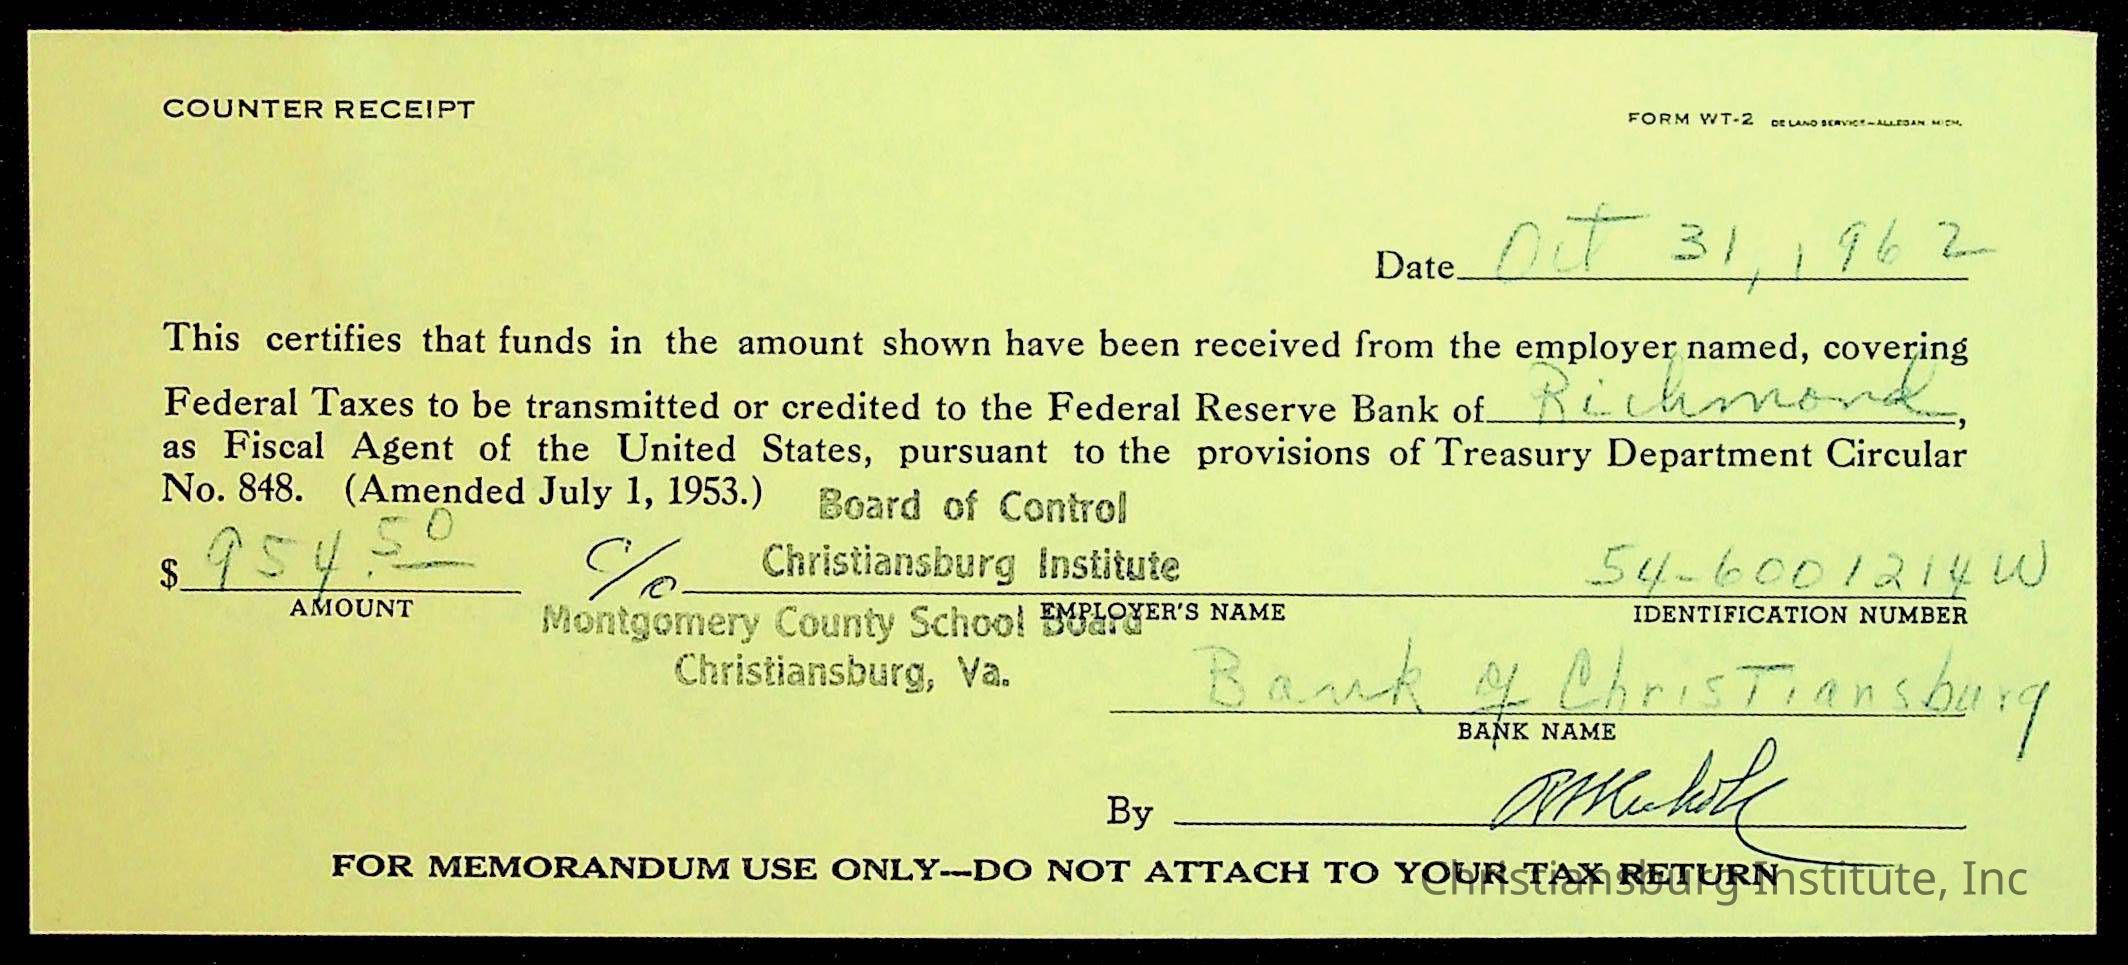 COUNTER RECEIPT
FORM WT-2 DE LAND SERVICE—ALLEGAN, MICH.
Date Oct 31, 1962
This certifies that funds in the amount shown have been received from the employer named, covering
Federal Taxes to be transmitted or credited to the Federal Reserve Bank of Richmond,
as Fiscal Agent of the United States, pursuant to the provisions of Treasury Department Circular
No. 848. (Amended July 1, 1953.)
Board of Control
$ 954.50 c/o Christiansburg Institute 54-6001214W
AMOUNT EMPLOYER'S NAME IDENTIFICATION NUMBER
Montgomery County School Board
Christiansburg, Va.
Bank of Christiansburg
BANK NAME
By
FOR MEMORANDUM USE ONLY—DO NOT ATTACH TO YOUR TAX RETURN
Christiansburg Institute, Inc